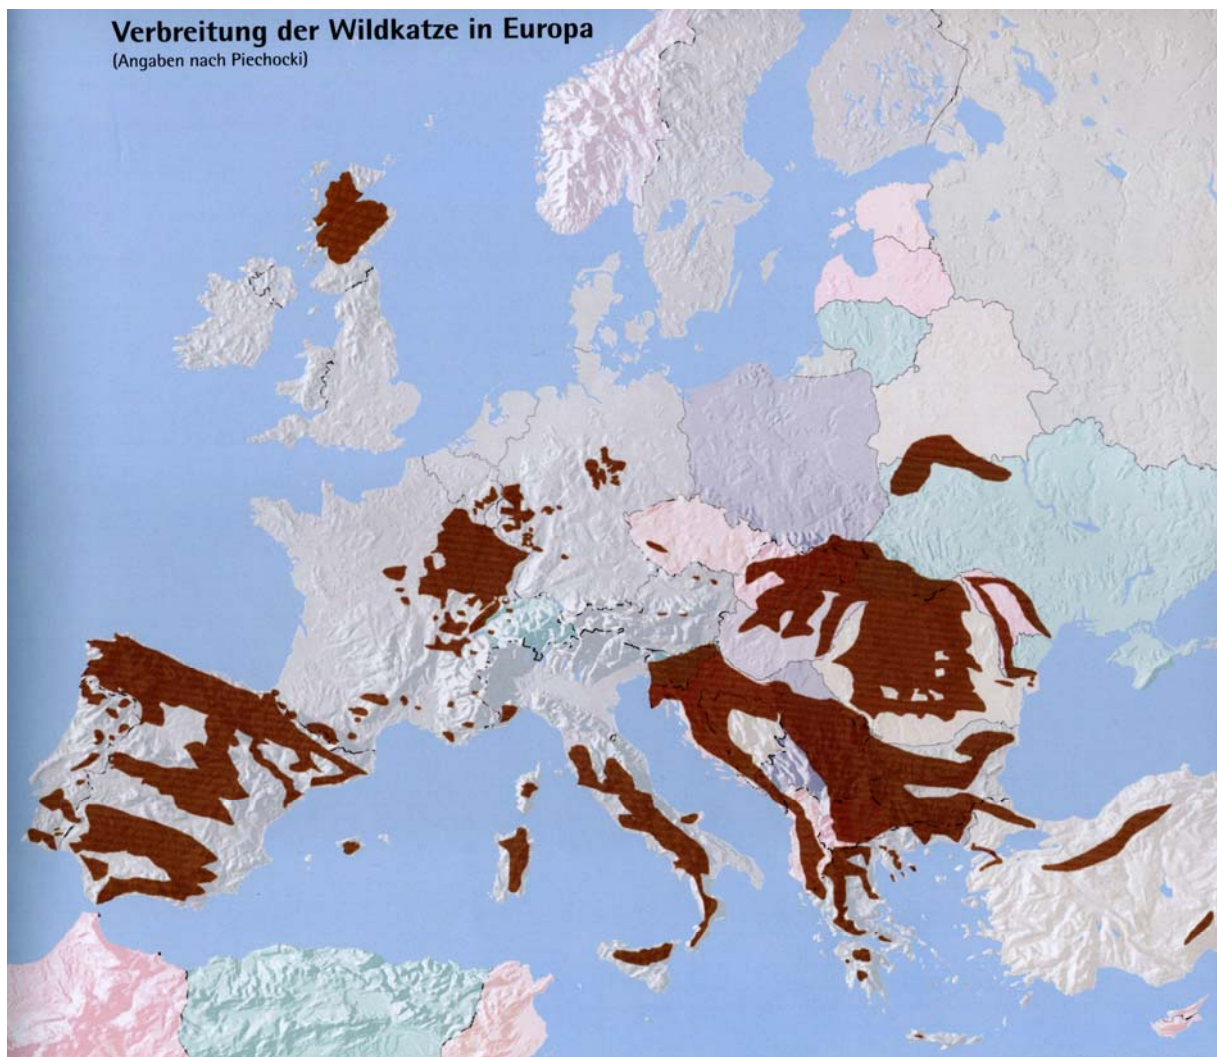 Verbreitung der Wildkatze in Europa
(Angaben nach Piechocki)